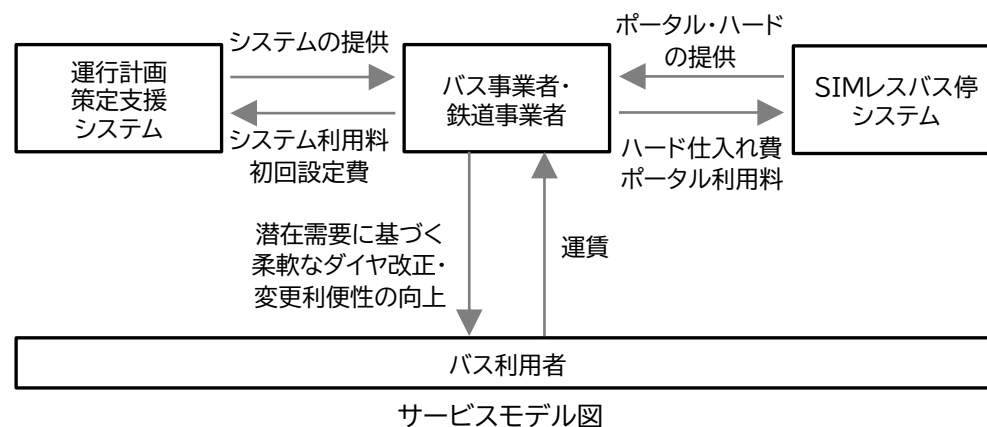 システムの提供
運行計画
策定支援
システム
システム利用料
初回設定費
バス事業者・
鉄道事業者
ポータル・ハード
の提供
ハード仕入れ費
ポータル利用料
SIMレスバス停
システム
潜在需要に基づく
柔軟なダイヤ改正・
変更利便性の向上
運賃
バス利用者
サービスモデル図